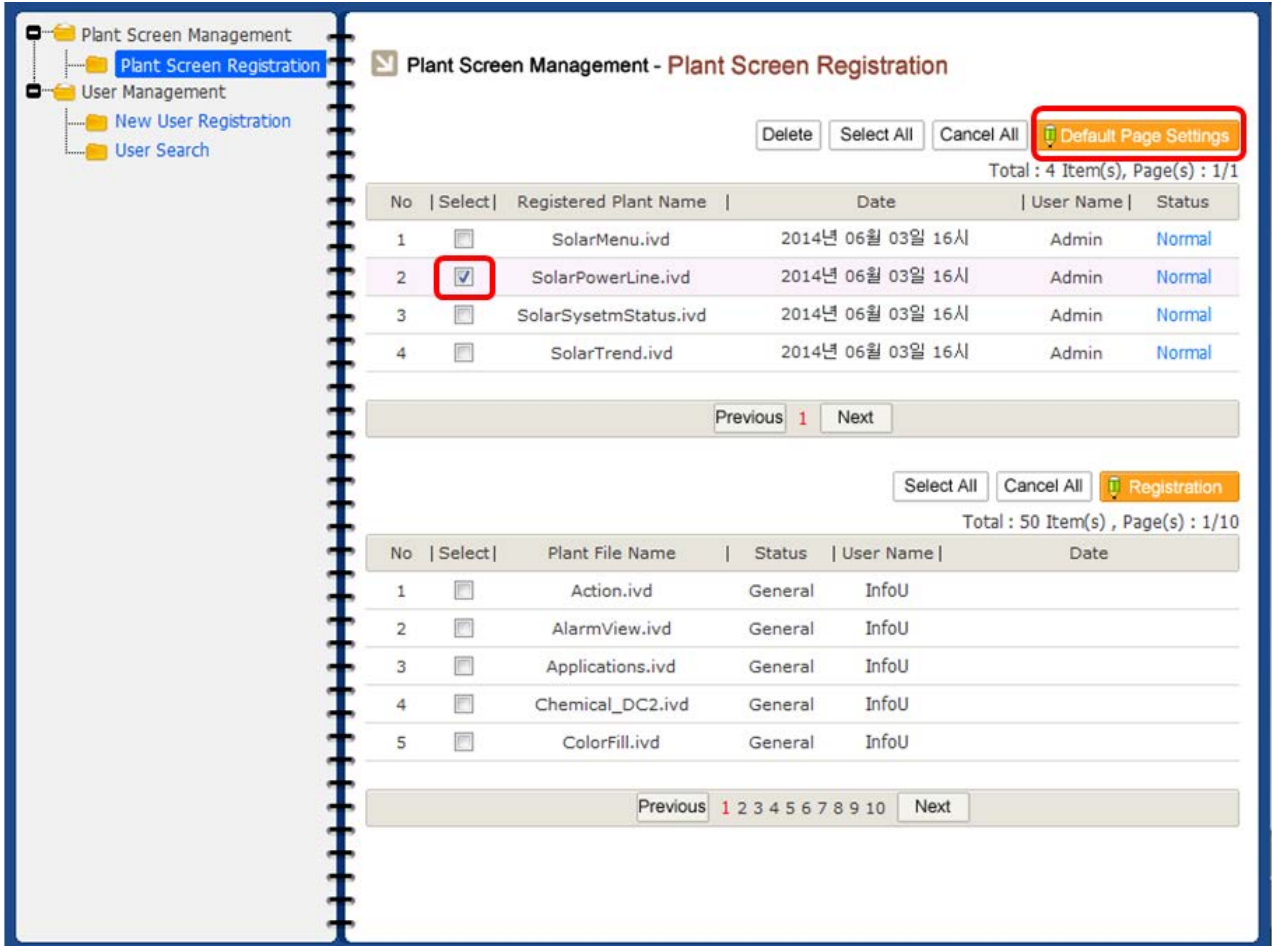 Plant Screen Management
Plant Screen Registration
User Management
New User Registration
User Search
Plant Screen Management - Plant Screen Registration
Delete Select All Cancel All Default Page Settings
Total : 4 Item(s), Page(s) : 1/1
No | Select | Registered Plant Name | Date | User Name | Status
1 SolarMenu.ivd 2014년 06월 03일 16시 Admin Normal
2 SolarPowerLine.ivd 2014년 06월 03일 16시 Admin Normal
3 SolarSysetmStatus.ivd 2014년 06월 03일 16시 Admin Normal
4 SolarTrend.ivd 2014년 06월 03일 16시 Admin Normal
Previous 1 Next
Select All Cancel All Registration
Total : 50 Item(s) , Page(s) : 1/10
No | Select | Plant File Name | Status | User Name | Date
1 Action.ivd General InfoU
2 AlarmView.ivd General InfoU
3 Applications.ivd General InfoU
4 Chemical_DC2.ivd General InfoU
5 ColorFill.ivd General InfoU
Previous 1 2 3 4 5 6 7 8 9 10 Next